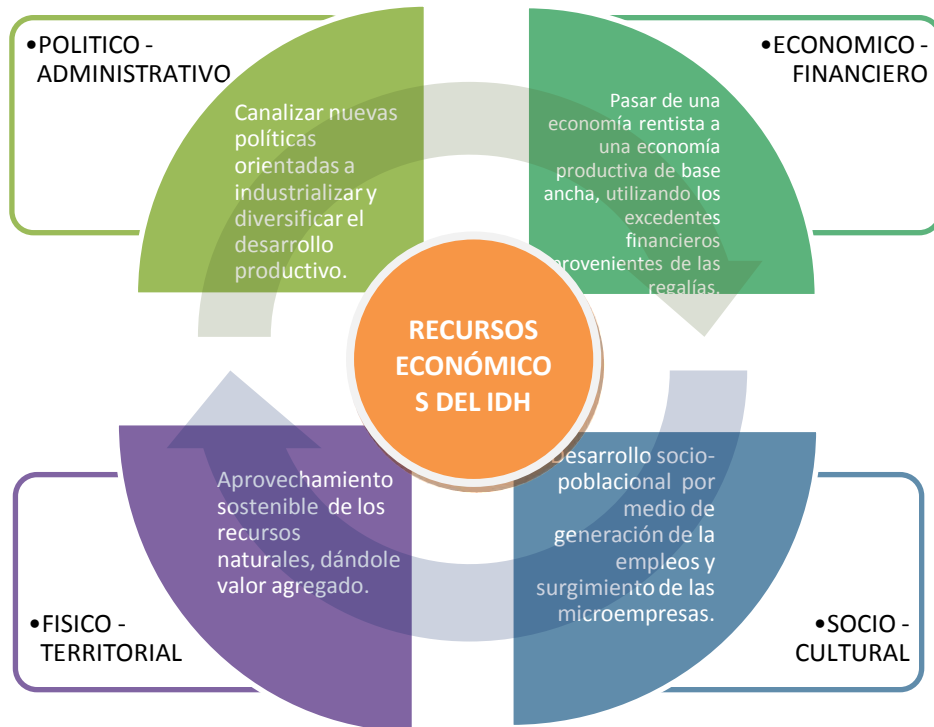 •POLITICO -
ADMINISTRATIVO
Canalizar nuevas
políticas
orientadas a
industrializar y
diversificar el
desarrollo
productivo.
•ECONOMICO -
FINANCIERO
Pasar de una
economía rentista a
una economía
productiva de base
ancha, utilizando los
excedentes
financieros
provenientes de las
regalías.
RECURSOS
ECONÓMICO
S DEL IDH
Aprovechamiento
sostenible de los
recursos
naturales, dándole
valor agregado.
•FISICO -
TERRITORIAL
Desarrollo socio-
poblacional por
medio de
generación de la
empleos y
surgimiento de las
microempresas.
•SOCIO -
CULTURAL